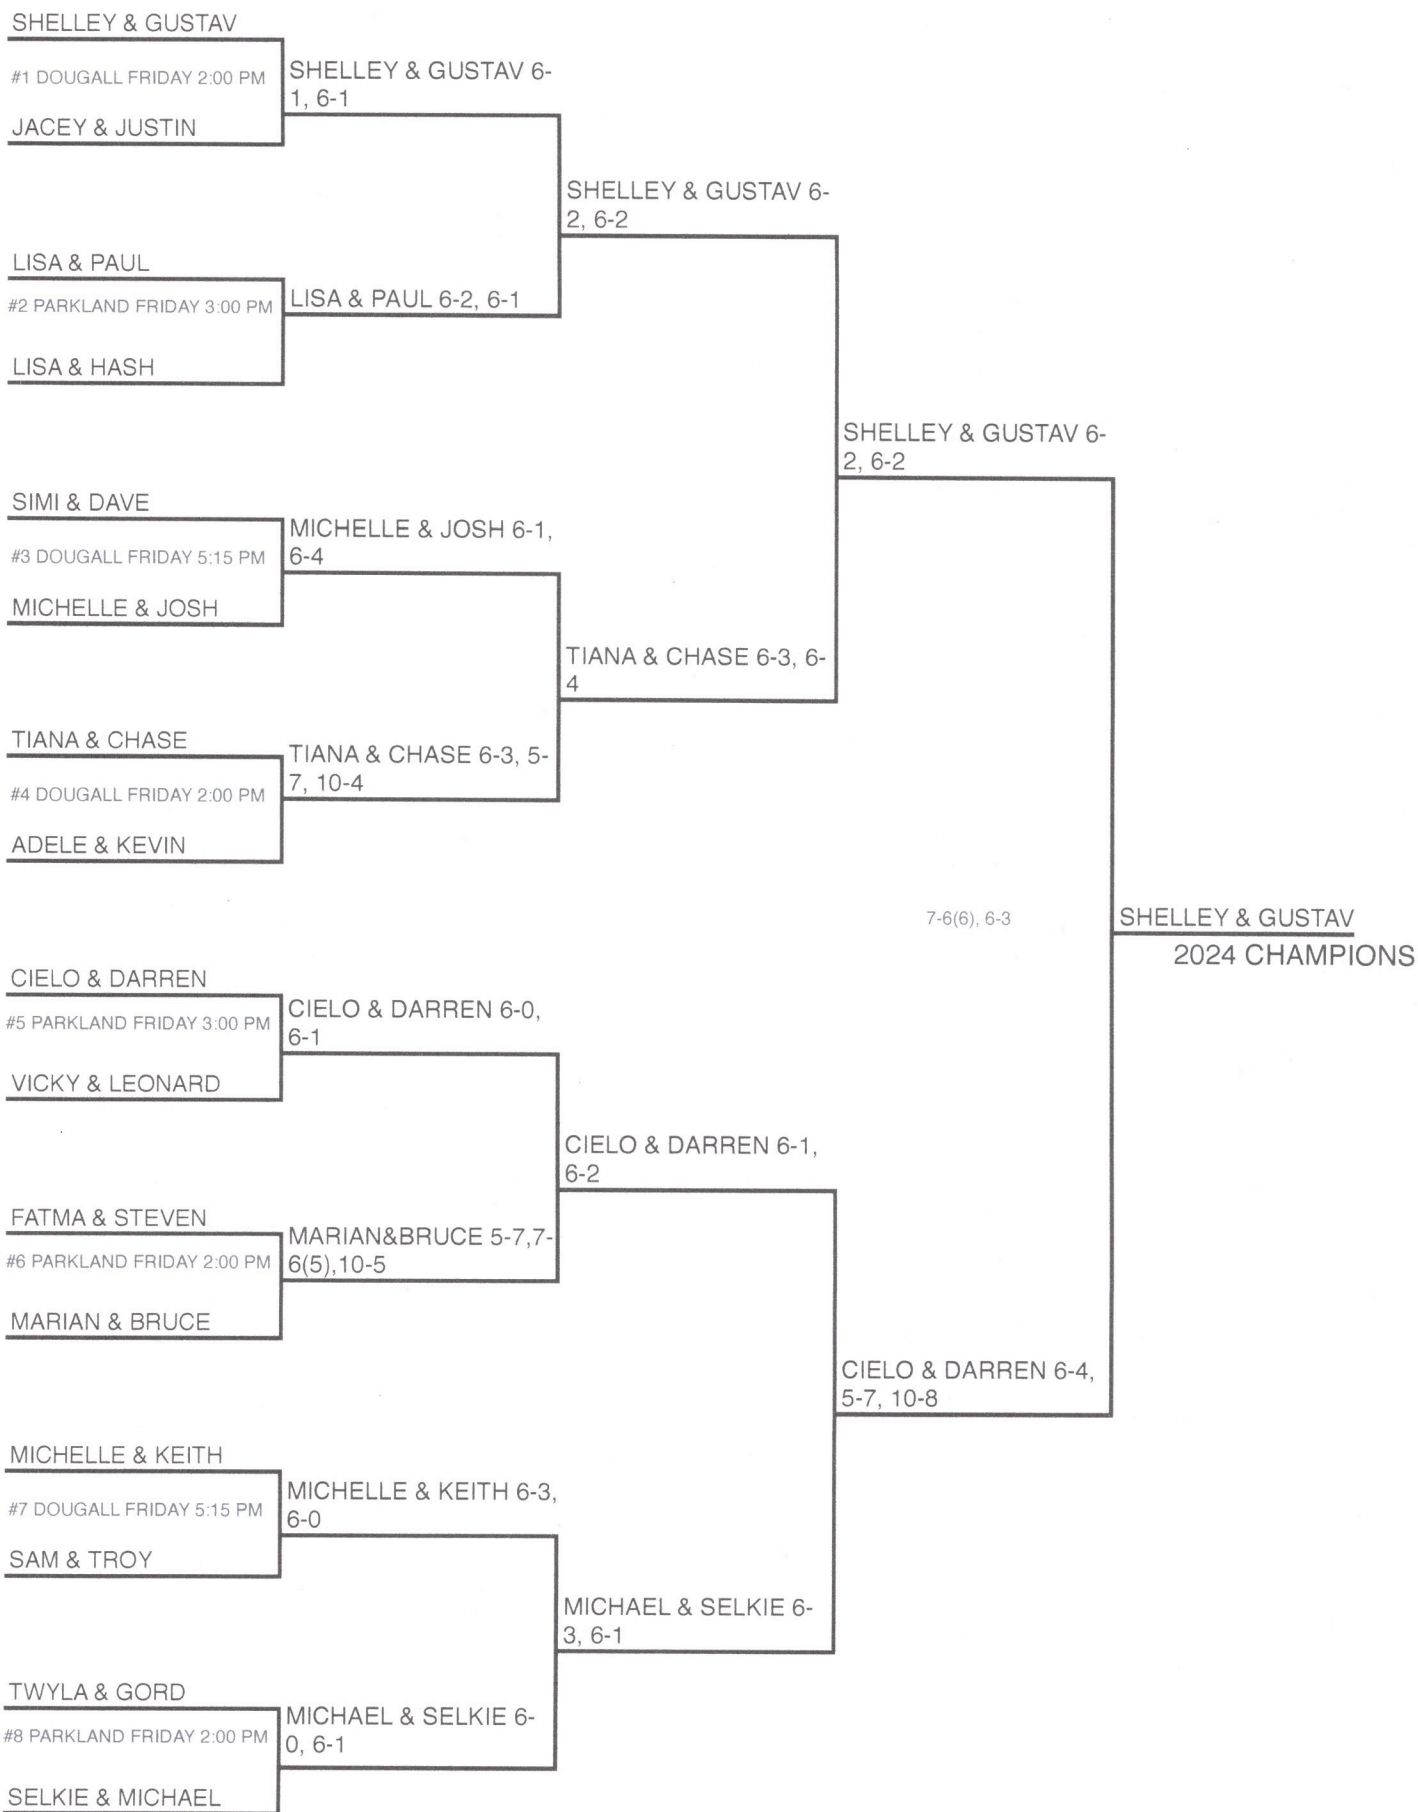 SHELLEY & GUSTAV
#1 DOUGALL FRIDAY 2:00 PM
JACEY & JUSTIN
SHELLEY & GUSTAV 6-
1, 6-1
LISA & PAUL
#2 PARKLAND FRIDAY 3:00 PM
LISA & HASH
LISA & PAUL 6-2, 6-1
SHELLEY & GUSTAV 6-
2, 6-2
SIMI & DAVE
#3 DOUGALL FRIDAY 5:15 PM
MICHELLE & JOSH
MICHELLE & JOSH 6-1,
6-4
TIANA & CHASE
#4 DOUGALL FRIDAY 2:00 PM
ADELE & KEVIN
TIANA & CHASE 6-3, 5-
7, 10-4
TIANA & CHASE 6-3, 6-
4
SHELLEY & GUSTAV 6-
2, 6-2
CIELO & DARREN
#5 PARKLAND FRIDAY 3:00 PM
VICKY & LEONARD
CIELO & DARREN 6-0,
6-1
FATMA & STEVEN
#6 PARKLAND FRIDAY 2:00 PM
MARIAN & BRUCE
MARIAN&BRUCE 5-7,7-
6(5),10-5
CIELO & DARREN 6-1,
6-2
MICHELLE & KEITH
#7 DOUGALL FRIDAY 5:15 PM
SAM & TROY
MICHELLE & KEITH 6-3,
6-0
TWYLA & GORD
#8 PARKLAND FRIDAY 2:00 PM
SELKIE & MICHAEL
MICHAEL & SELKIE 6-
0, 6-1
MICHAEL & SELKIE 6-
3, 6-1
CIELO & DARREN 6-4,
5-7, 10-8
7-6(6), 6-3
SHELLEY & GUSTAV
2024 CHAMPIONS